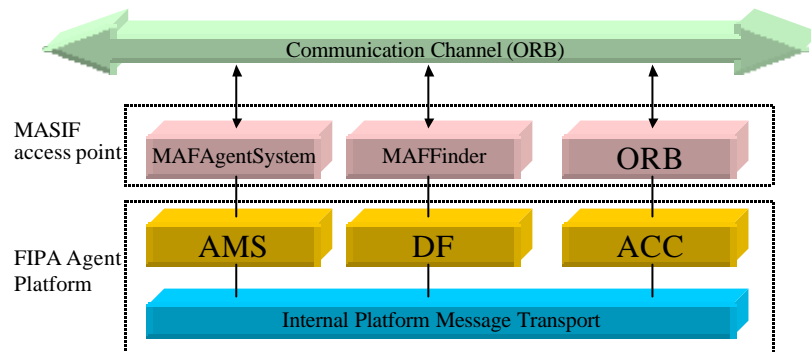 Communication Channel (ORB)
MASIF
access point
MAFAgentSystem
MAFFinder
ORB
FIPA Agent
Platform
AMS
DF
ACC
Internal Platform Message Transport